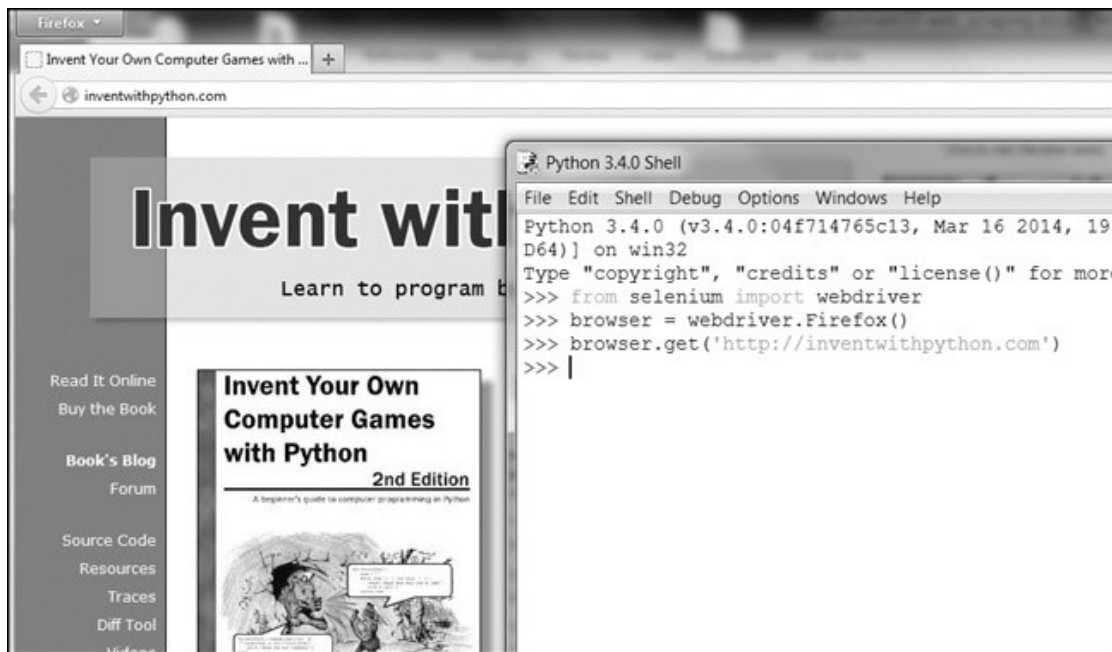 Firefox
Invent Your Own Computer Games with ...
inventwithpython.com
Invent with
Learn to program b
Read It Online
Buy the Book
Book's Blog
Forum
Source Code
Resources
Traces
Diff Tool
Videos
Invent Your Own
Computer Games
with Python
2nd Edition
A beginner's guide to computer programming in Python
Python 3.4.0 Shell
File Edit Shell Debug Options Windows Help
Python 3.4.0 (v3.4.0:04f714765c13, Mar 16 2014, 19
D64)] on win32
Type "copyright", "credits" or "license()" for more
>>> from selenium import webdriver
>>> browser = webdriver.Firefox()
>>> browser.get('http://inventwithpython.com')
>>>